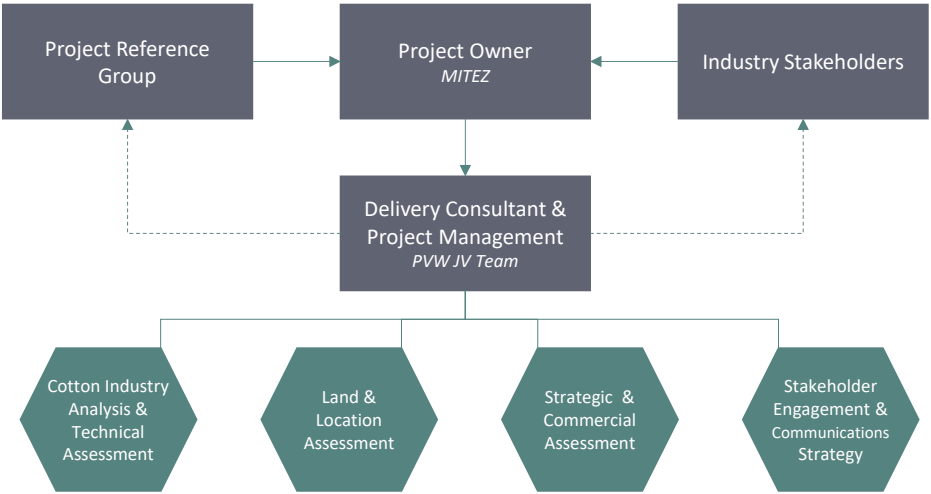 Project Reference
Group
Project Owner
MITEZ
Industry Stakeholders
Delivery Consultant &
Project Management
PVW JV Team
Cotton Industry
Analysis &
Technical
Assessment
Land &
Location
Assessment
Strategic &
Commercial
Assessment
Stakeholder
Engagement &
Communications
Strategy